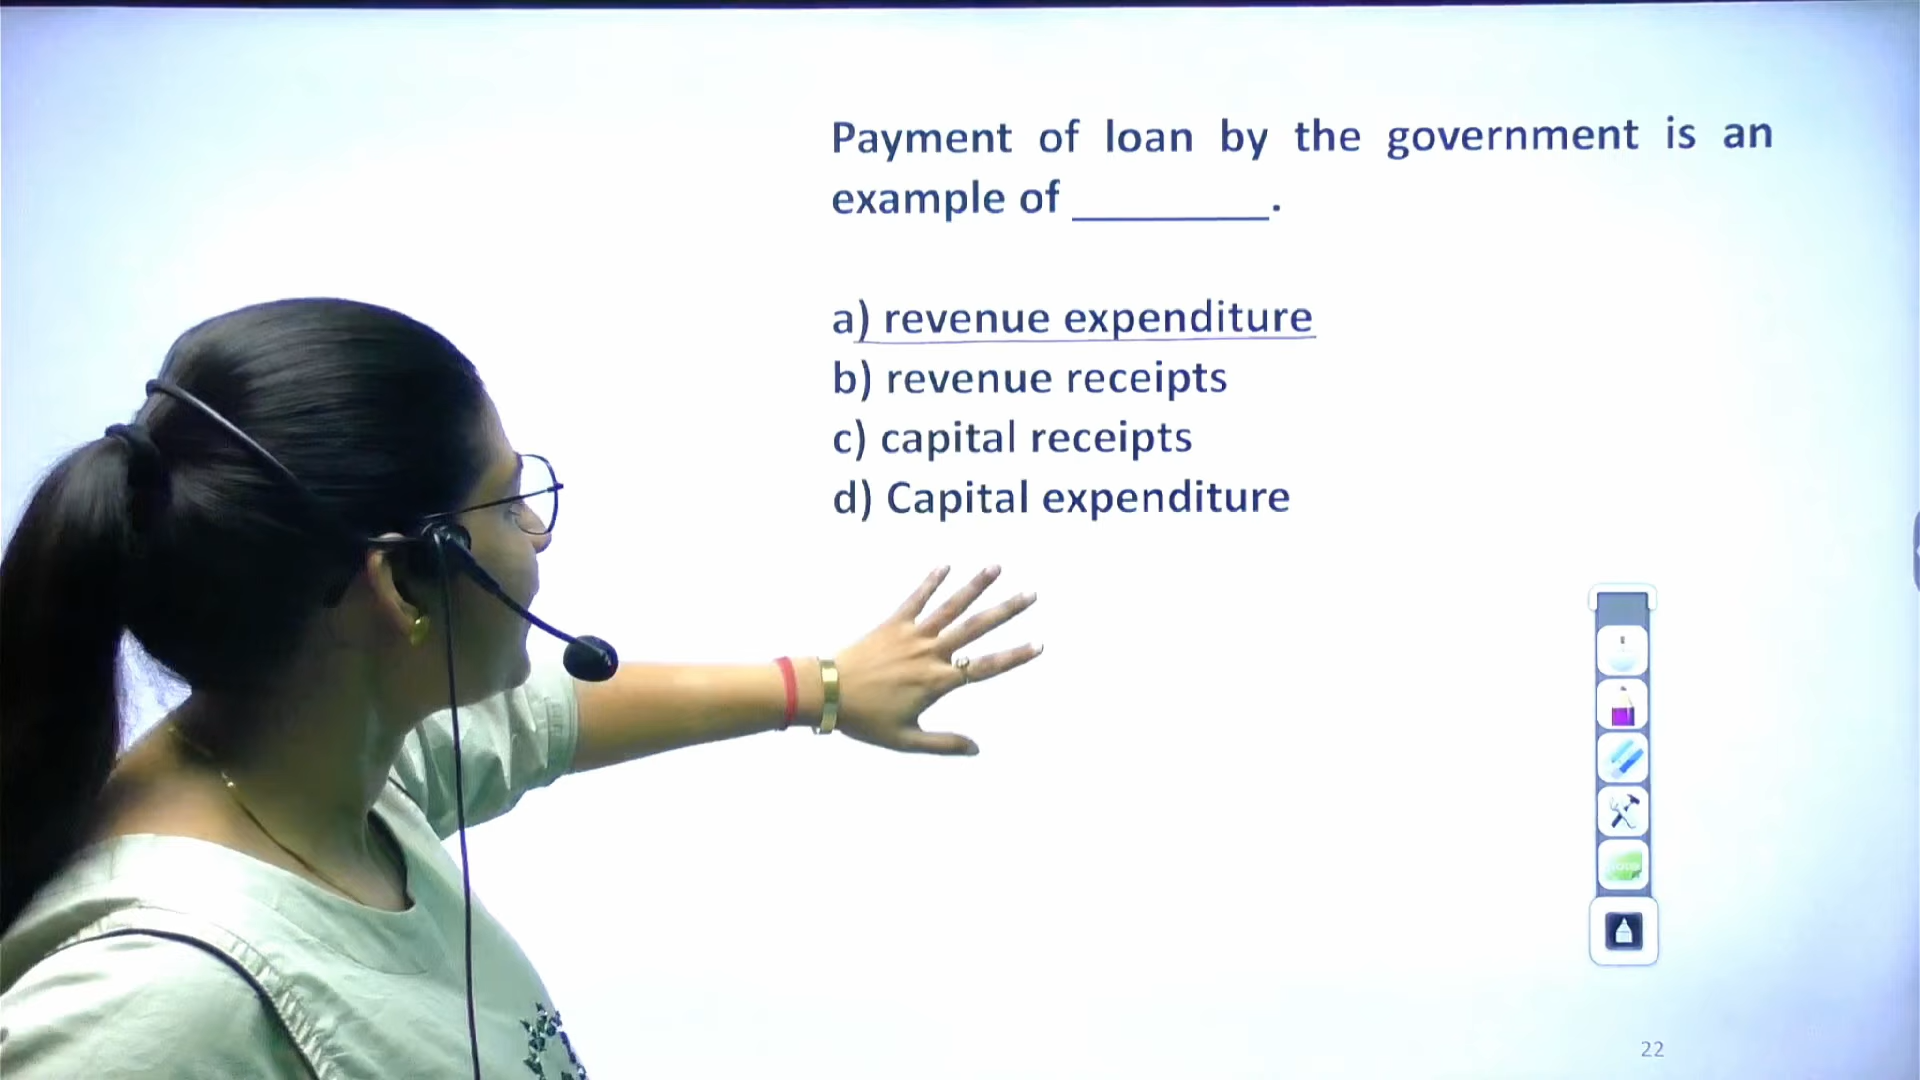 Payment of loan by the government is an
example of _________.
a) revenue expenditure
b) revenue receipts
c) capital receipts
d) Capital expenditure
22